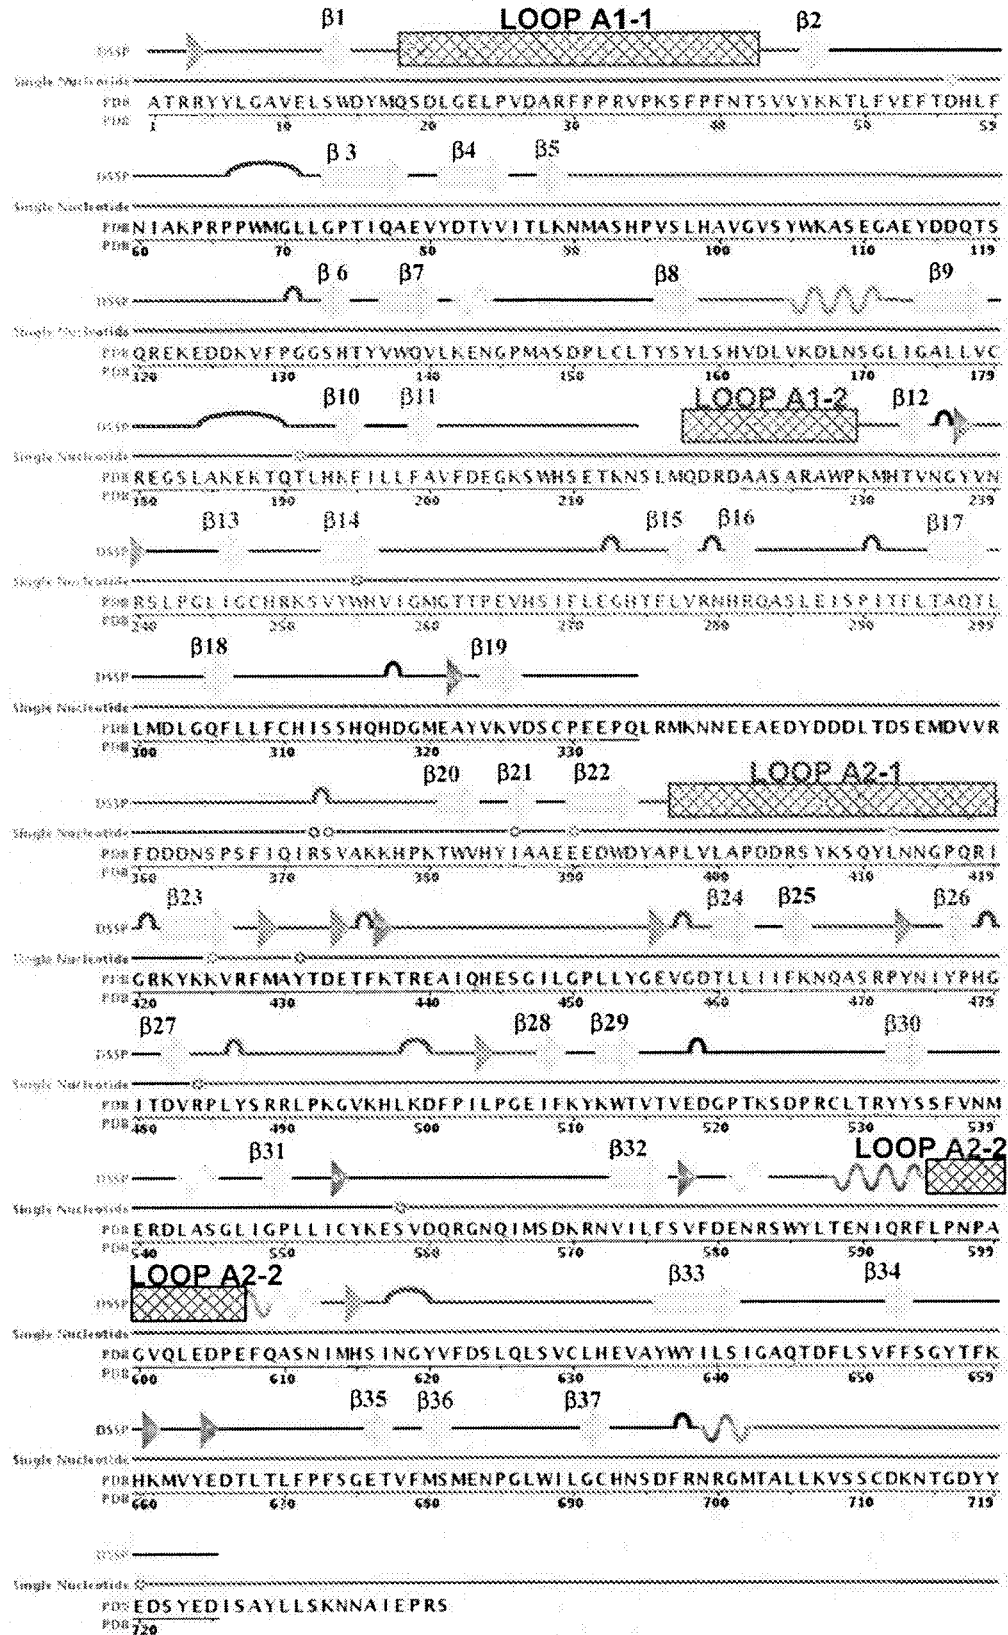 β1 LOOP A1-1 β2
DSSP
Single Nucleotide
PDB ATRRYYLGAVELSWDYMQSDLGELPVDARFPPRVPKSFPFNTSVVYKKTLFVEFTDHLF
PDB 1 10 20 30 40 50 59
β 3 β4 β5
DSSP
Single Nucleotide
PDB NIAKPRPPWMGLLGPTIQAEVYDTVVITLKNMASHPVSLHAVGVSYWKASEGAEYDDQTS
PDB 60 70 80 90 100 110 119
β 6 β7 β8 β9
DSSP
Single Nucleotide
PDB QREKEDDKVFPGGSHTYVWQVLKENGPMASDPLCLTYSYLSHVDLVKDLNSGLIGALLVC
PDB 120 130 140 150 160 170 179
β10 β11 LOOP A1-2 β12
DSSP
Single Nucleotide
PDB REGSLAKEKTQTLHKFILLFAVFDEGKSWHSETKNSLMQDRDAASARAWPKMHTVNGYVN
PDB 180 190 200 210 230 239
β13 β14 β15 β16 β17
DSSP
Single Nucleotide
PDB RSLPGLIGCHRKSVYWHVIGMGTTPEVHSIFLEGHTFLVRNHRQASLEISPITFLTAQTL
PDB 240 250 260 270 280 290 299
β18 β19
DSSP
Single Nucleotide
PDB LMDLGQFLLFCHISSHQHDGMEAYVKVDSCPEEPQLRMKNNEEAEDYDDDLTDSEMDVVR
PDB 300 310 320 330
β20 β21 β22 LOOP A2-1
DSSP
Single Nucleotide
PDB FDDDNSPSFIQIRSVAKKHPKTWVHYIAAEEEDWDYAPLVLAPDDRSYKSQYLNNGPQRI
PDB 360 370 380 390 400 410 419
β23 β24 β25 β26
DSSP
Single Nucleotide
PDB GRKYKKVRFMAYTDETFKTREAIQHESGILGPLLYGEVGDTLLIIFKNQASRPYNIYPHG
PDB 420 430 440 450 460 470 479
β27 β28 β29 β30
DSSP
Single Nucleotide
PDB ITDVRPLYSRRLPKGVKHLKDFPILPGEIFKYKWTVTVEDGPTKSDPRCLTRYYSSFVNM
PDB 480 490 500 510 520 530 539
β31 β32 LOOP A2-2
DSSP
Single Nucleotide
PDB ERDLASGLIGPLLICYKESVDQRGNQIMSDKRNVILFSVFDENRSWYLTENIQRFLPNPA
PDB 540 550 560 570 580 590 599
LOOP A2-2 β33 β34
DSSP
Single Nucleotide
PDB GVQLEDPEFQASNIMHSINGYVFDSLQLSVCLHEVAYWYILSIGAQTDFLSVFFSGYTFK
PDB 600 610 620 630 640 650 659
β35 β36 β37
DSSP
Single Nucleotide
PDB HKMVYEDTLTLFPFSGETVFMSMENPGLWILGCHNSDFRNRGMTALLKVSSCDKNTGDYY
PDB 660 670 680 690 700 710 719
DSSP
Single Nucleotide
PDB EDSYEDISAYLLSKNNAIEPRS
PDB 720